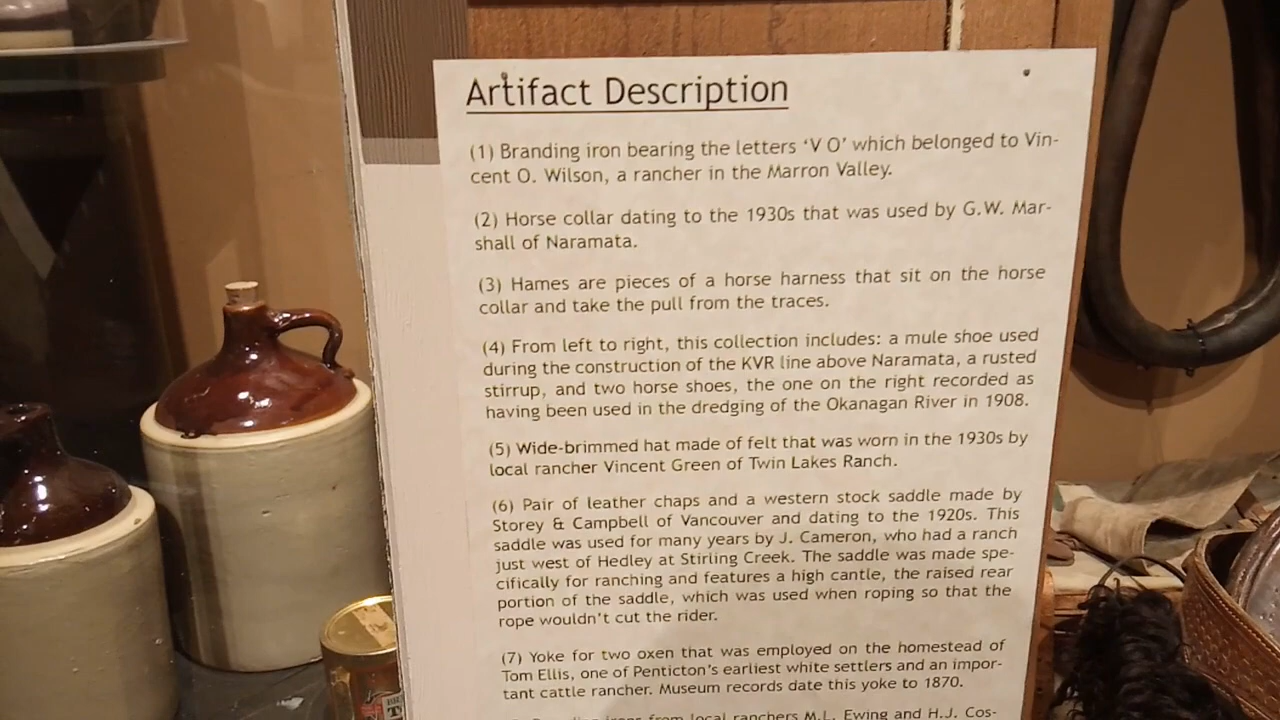 Artifact Description
(1) Branding iron bearing the letters ‘V O’ which belonged to Vin-
cent O. Wilson, a rancher in the Marron Valley.
(2) Horse collar dating to the 1930s that was used by G.W. Mar-
shall of Naramata.
(3) Hames are pieces of a horse harness that sit on the horse
collar and take the pull from the traces.
(4) From left to right, this collection includes: a mule shoe used
during the construction of the KVR line above Naramata, a rusted
stirrup, and two horse shoes, the one on the right recorded as
having been used in the dredging of the Okanagan River in 1908.
(5) Wide-brimmed hat made of felt that was worn in the 1930s by
local rancher Vincent Green of Twin Lakes Ranch.
(6) Pair of leather chaps and a western stock saddle made by
Storey & Campbell of Vancouver and dating to the 1920s. This
saddle was used for many years by J. Cameron, who had a ranch
just west of Hedley at Stirling Creek. The saddle was made spe-
cifically for ranching and features a high cantle, the raised rear
portion of the saddle, which was used when roping so that the
rope wouldn’t cut the rider.
(7) Yoke for two oxen that was employed on the homestead of
Tom Ellis, one of Penticton’s earliest white settlers and an impor-
tant cattle rancher. Museum records date this yoke to 1870.
irons from local ranchers M.L. Ewing and H.J. Cos-